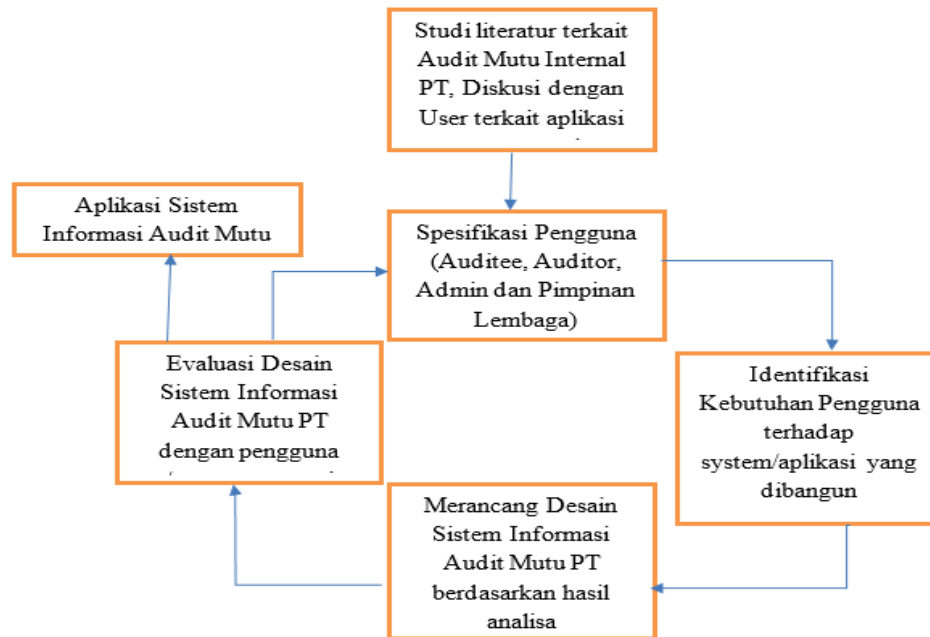 Studi literatur terkait
Audit Mutu Internal
PT, Diskusi dengan
User terkait aplikasi
Aplikasi Sistem
Informasi Audit Mutu
Spesifikasi Pengguna
(Auditee, Auditor,
Admin dan Pimpinan
Lembaga)
Evaluasi Desain
Sistem Informasi
Audit Mutu PT
dengan pengguna
Identifikasi
Kebutuhan Pengguna
terhadap
system/aplikasi yang
dibangun
Merancang Desain
Sistem Informasi
Audit Mutu PT
berdasarkan hasil
analisa